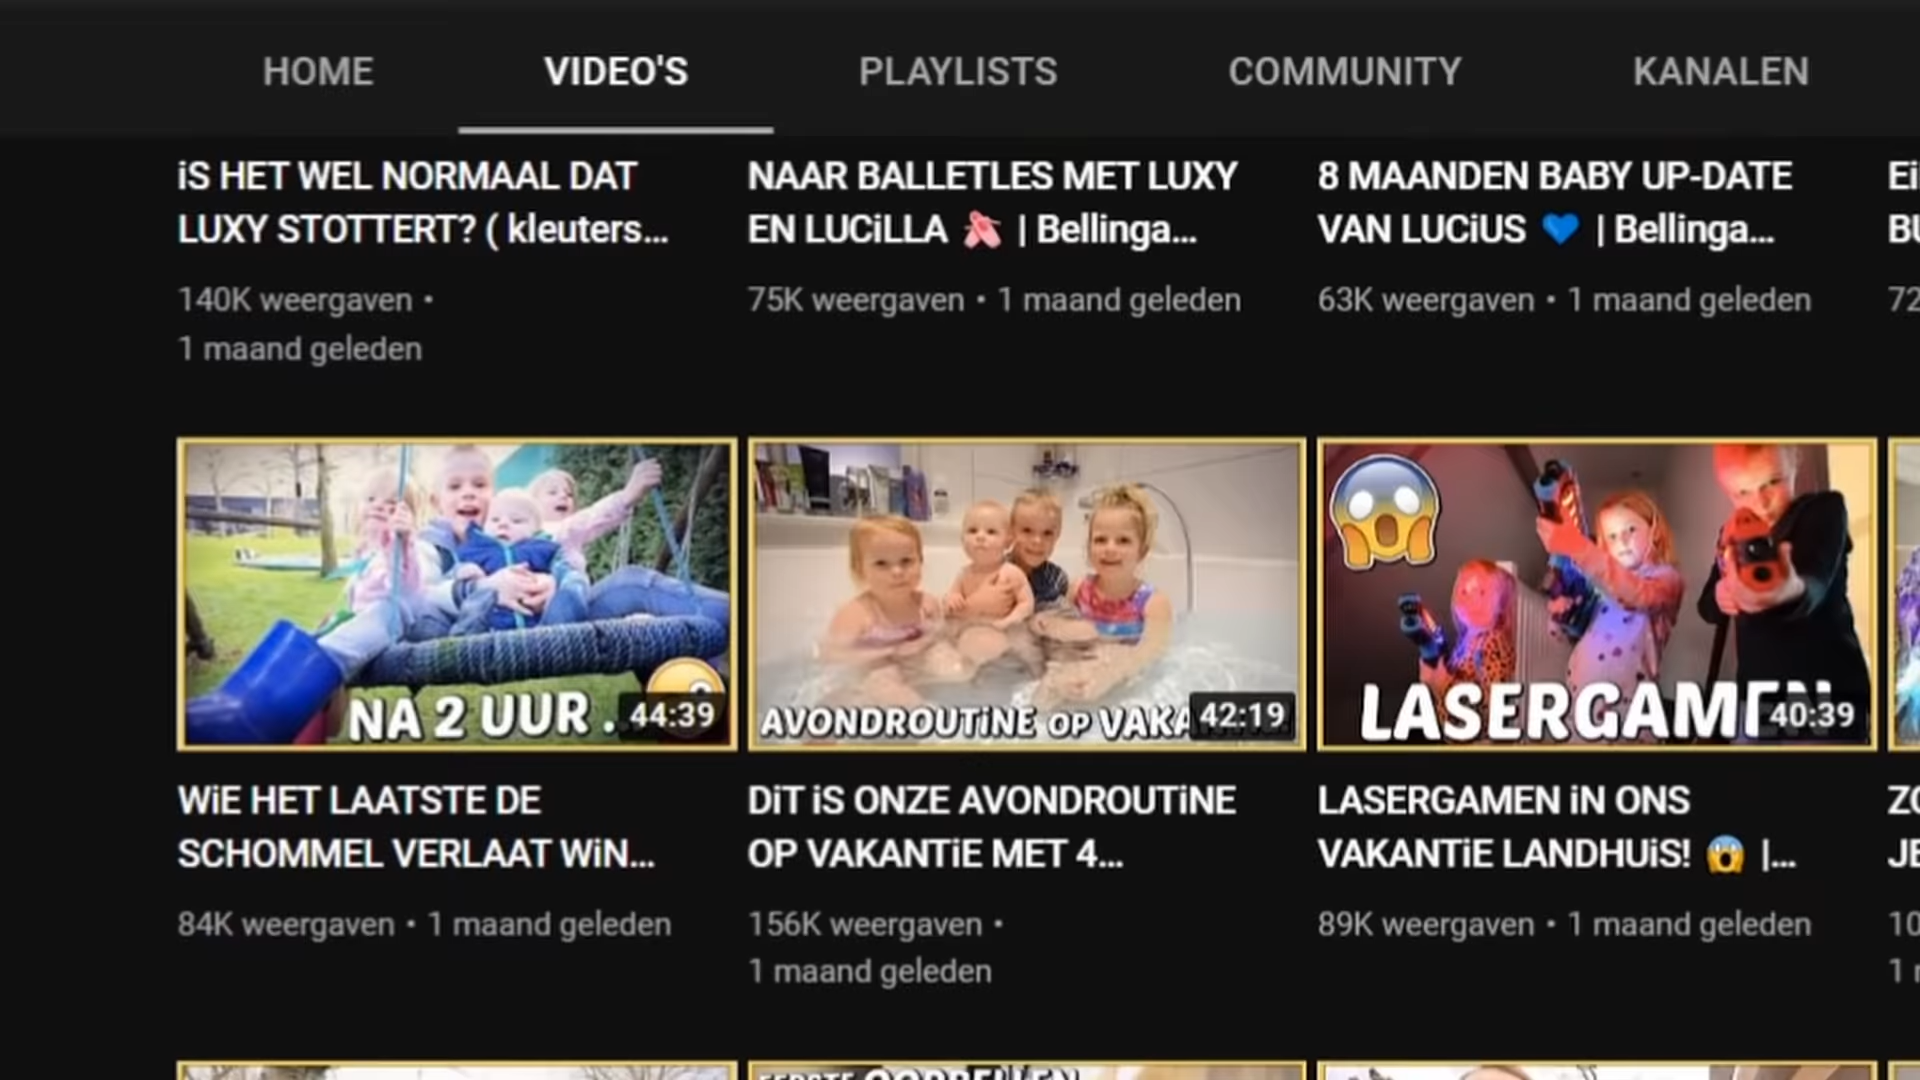 HOME VIDEO'S PLAYLISTS COMMUNITY KANALEN
iS HET WEL NORMAAL DAT
LUXY STOTTERT? ( kleuters...
140K weergaven •
1 maand geleden
NAAR BALLETLES MET LUXY
EN LUCiLLA 🩰 | Bellinga...
75K weergaven • 1 maand geleden
8 MAANDEN BABY UP-DATE
VAN LUCiUS 💙 | Bellinga...
63K weergaven • 1 maand geleden
72
NA 2 UUR .
44:39
WiE HET LAATSTE DE
SCHOMMEL VERLAAT WiN...
84K weergaven • 1 maand geleden
AVONDROUTiNE OP VAKA
42:19
DiT iS ONZE AVONDROUTiNE
OP VAKANTiE MET 4...
156K weergaven •
1 maand geleden
LASERGAMEN
40:39
LASERGAMEN iN ONS
VAKANTiE LANDHUiS! 😱 |...
89K weergaven • 1 maand geleden
10